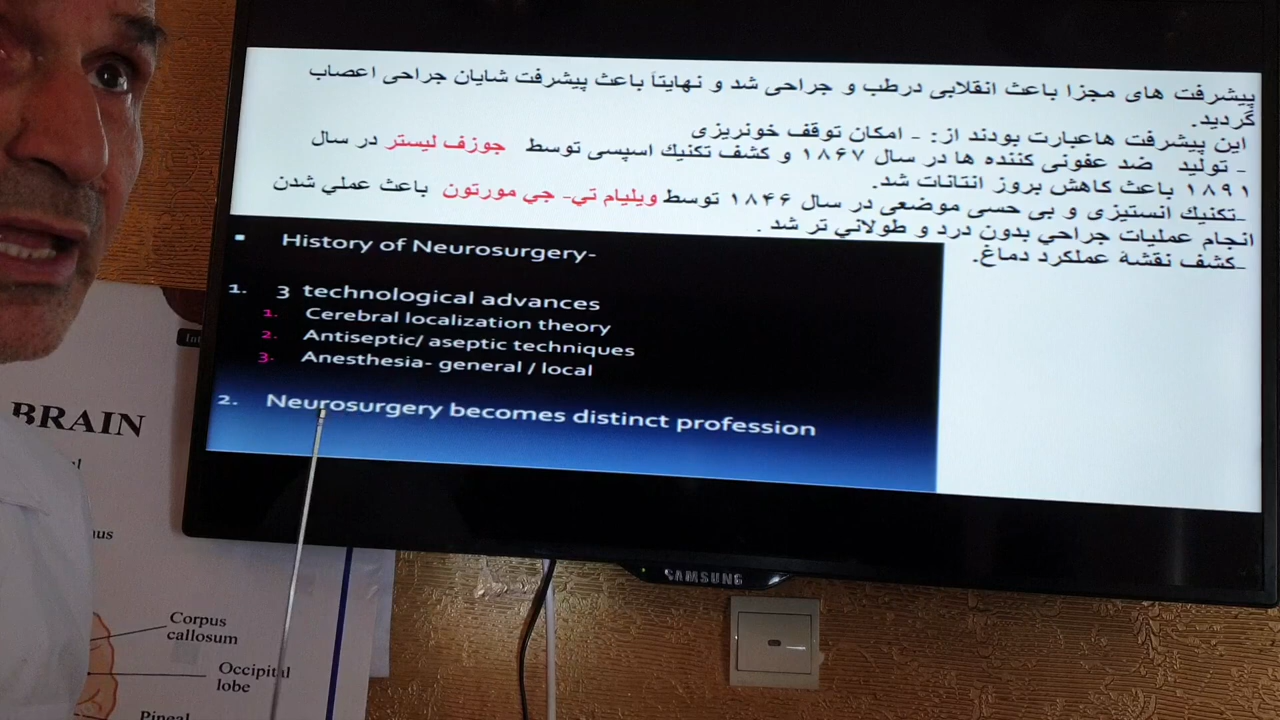 پیشرفت های مجزا باعث انقلابی درطب و جراحی شد و نهایتاً باعث پیشرفت شایان جراحی اعصاب
گردید.
این پیشرفت هاعبارت بودند از: - امکان توقف خونریزی
- تولید ضد عفونی کننده ها در سال ۱۸۶۷ و کشف تکنیك اسپسی توسط جوزف لیستر در سال
۱۸۹۱ باعث کاهش بروز انتانات شد.
-تکنیك انستیزی و بی حسی موضعی در سال ۱۸۴۶ توسط ویلیام تي- جي مورتون باعث عملي شدن
انجام عملیات جراحي بدون درد و طولاني تر شد .
-کشف نقشهٔ عملکرد دماغ.
History of Neurosurgery-
1. 3 technological advances
1. Cerebral localization theory
2. Antiseptic/ aseptic techniques
3. Anesthesia- general / local
2. Neurosurgery becomes distinct profession
SAMSUNG
BRAIN
Corpus
callosum
Occipital
lobe
Pineal